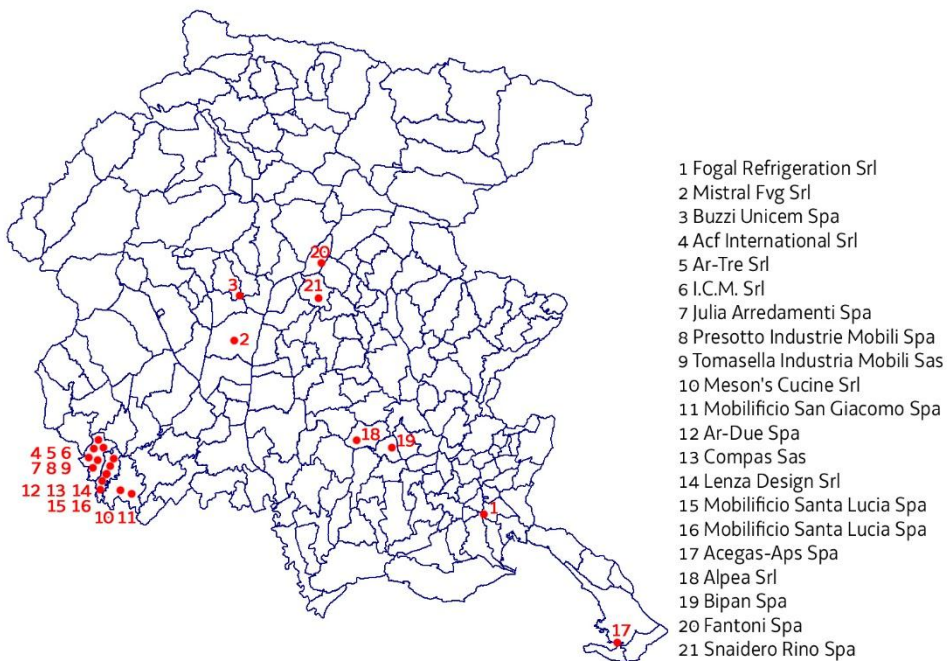 20
3
21
2
18
19
4 5 6
7 8 9
12 13 14
15 16
10 11
1
17
1 Fogal Refrigeration Srl
2 Mistral Fvg Srl
3 Buzzi Unicem Spa
4 Acf International Srl
5 Ar-Tre Srl
6 I.C.M. Srl
7 Julia Arredamenti Spa
8 Presotto Industrie Mobili Spa
9 Tomasella Industria Mobili Sas
10 Meson's Cucine Srl
11 Mobilificio San Giacomo Spa
12 Ar-Due Spa
13 Compas Sas
14 Lenza Design Srl
15 Mobilificio Santa Lucia Spa
16 Mobilificio Santa Lucia Spa
17 Acegas-Aps Spa
18 Alpea Srl
19 Bipan Spa
20 Fantoni Spa
21 Snaidero Rino Spa